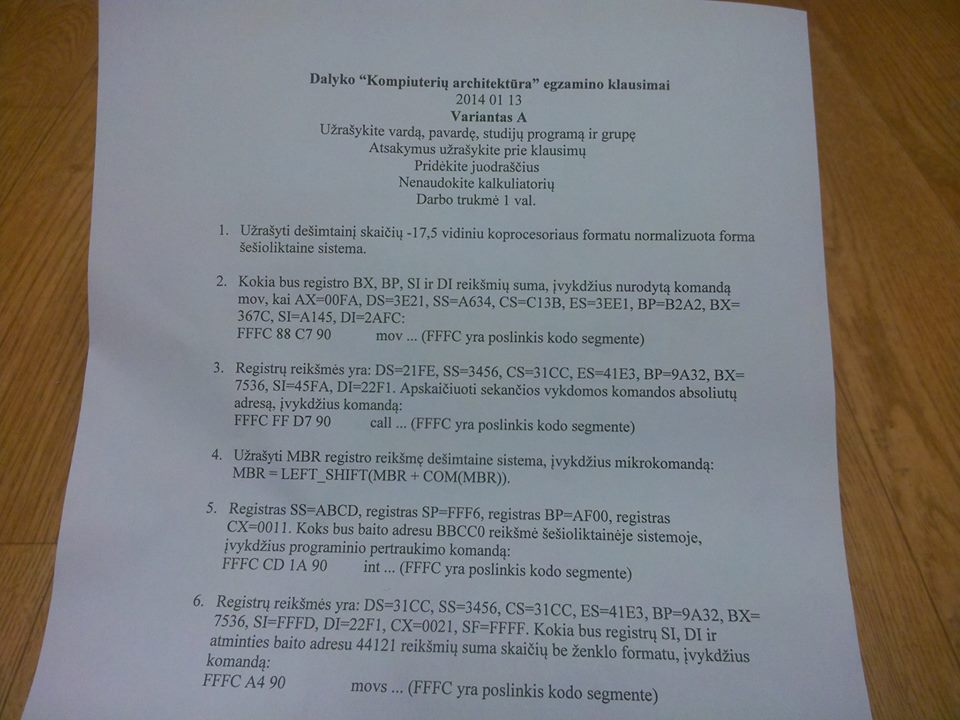 Dalyko “Kompiuterių architektūra” egzamino klausimai
2014 01 13
Variantas A
Užrašykite vardą, pavardę, studijų programą ir grupę
Atsakymus užrašykite prie klausimų
Pridėkite juodraščius
Nenaudokite kalkuliatorių
Darbo trukmė 1 val.
1. Užrašyti dešimtainį skaičių -17,5 vidiniu koprocesoriaus formatu normalizuota forma
šešioliktaine sistema.
2. Kokia bus registro BX, BP, SI ir DI reikšmių suma, įvykdžius nurodytą komandą
mov, kai AX=00FA, DS=3E21, SS=A634, CS=C13B, ES=3EE1, BP=B2A2, BX=
367C, SI=A145, DI=2AFC:
FFFC 88 C7 90 mov ... (FFFC yra poslinkis kodo segmente)
3. Registrų reikšmės yra: DS=21FE, SS=3456, CS=31CC, ES=41E3, BP=9A32, BX=
7536, SI=45FA, DI=22F1. Apskaičiuoti sekančios vykdomos komandos absoliutų
adresą, įvykdžius komandą:
FFFC FF D7 90 call ... (FFFC yra poslinkis kodo segmente)
4. Užrašyti MBR registro reikšmę dešimtaine sistema, įvykdžius mikrokomandą:
MBR = LEFT_SHIFT(MBR + COM(MBR)).
5. Registras SS=ABCD, registras SP=FFF6, registras BP=AF00, registras
CX=0011. Koks bus baito adresu BBCC0 reikšmė šešioliktainėje sistemoje,
įvykdžius programinio pertraukimo komandą:
FFFC CD 1A 90 int ... (FFFC yra poslinkis kodo segmente)
6. Registrų reikšmės yra: DS=31CC, SS=3456, CS=31CC, ES=41E3, BP=9A32, BX=
7536, SI=FFFD, DI=22F1, CX=0021, SF=FFFF. Kokia bus registrų SI, DI ir
atminties baito adresu 44121 reikšmių suma skaičių be ženklo formatu, įvykdžius
komandą:
FFFC A4 90 movs ... (FFFC yra poslinkis kodo segmente)